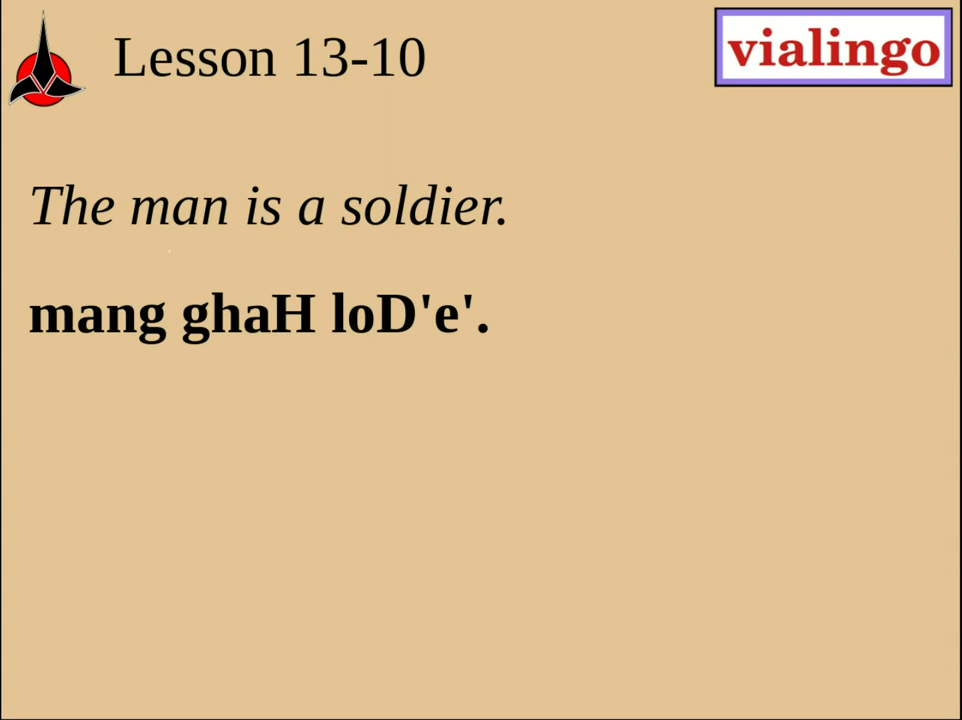 Lesson 13-10
vialingo
The man is a soldier.
mang ghaH loD'e'.